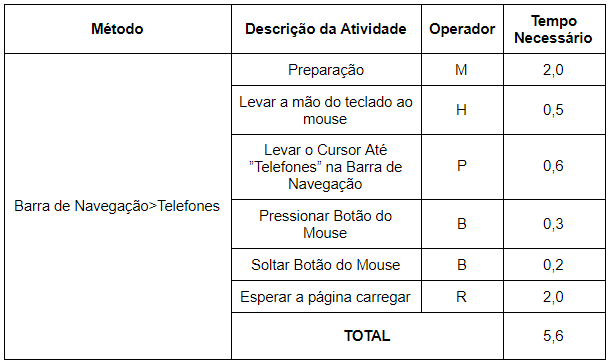 Método
Descrição da Atividade
Operador
Tempo
Necessário
Barra de Navegação>Telefones
Preparação
M
2,0
Levar a mão do teclado ao
mouse
H
0,5
Levar o Cursor Até
”Telefones” na Barra de
Navegação
P
0,6
Pressionar Botão do
Mouse
B
0,3
Soltar Botão do Mouse
B
0,2
Esperar a página carregar
R
2,0
TOTAL
5,6